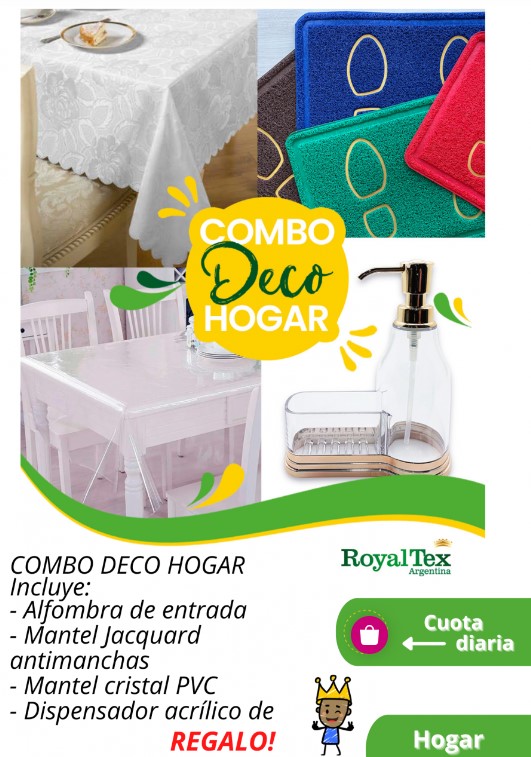 COMBO
Deco
HOGAR
COMBO DECO HOGAR
Incluye:
- Alfombra de entrada
- Mantel Jacquard
antimanchas
- Mantel cristal PVC
- Dispensador acrílico de
REGALO!
RoyalTex
Argentina
Cuota
diaria
Hogar